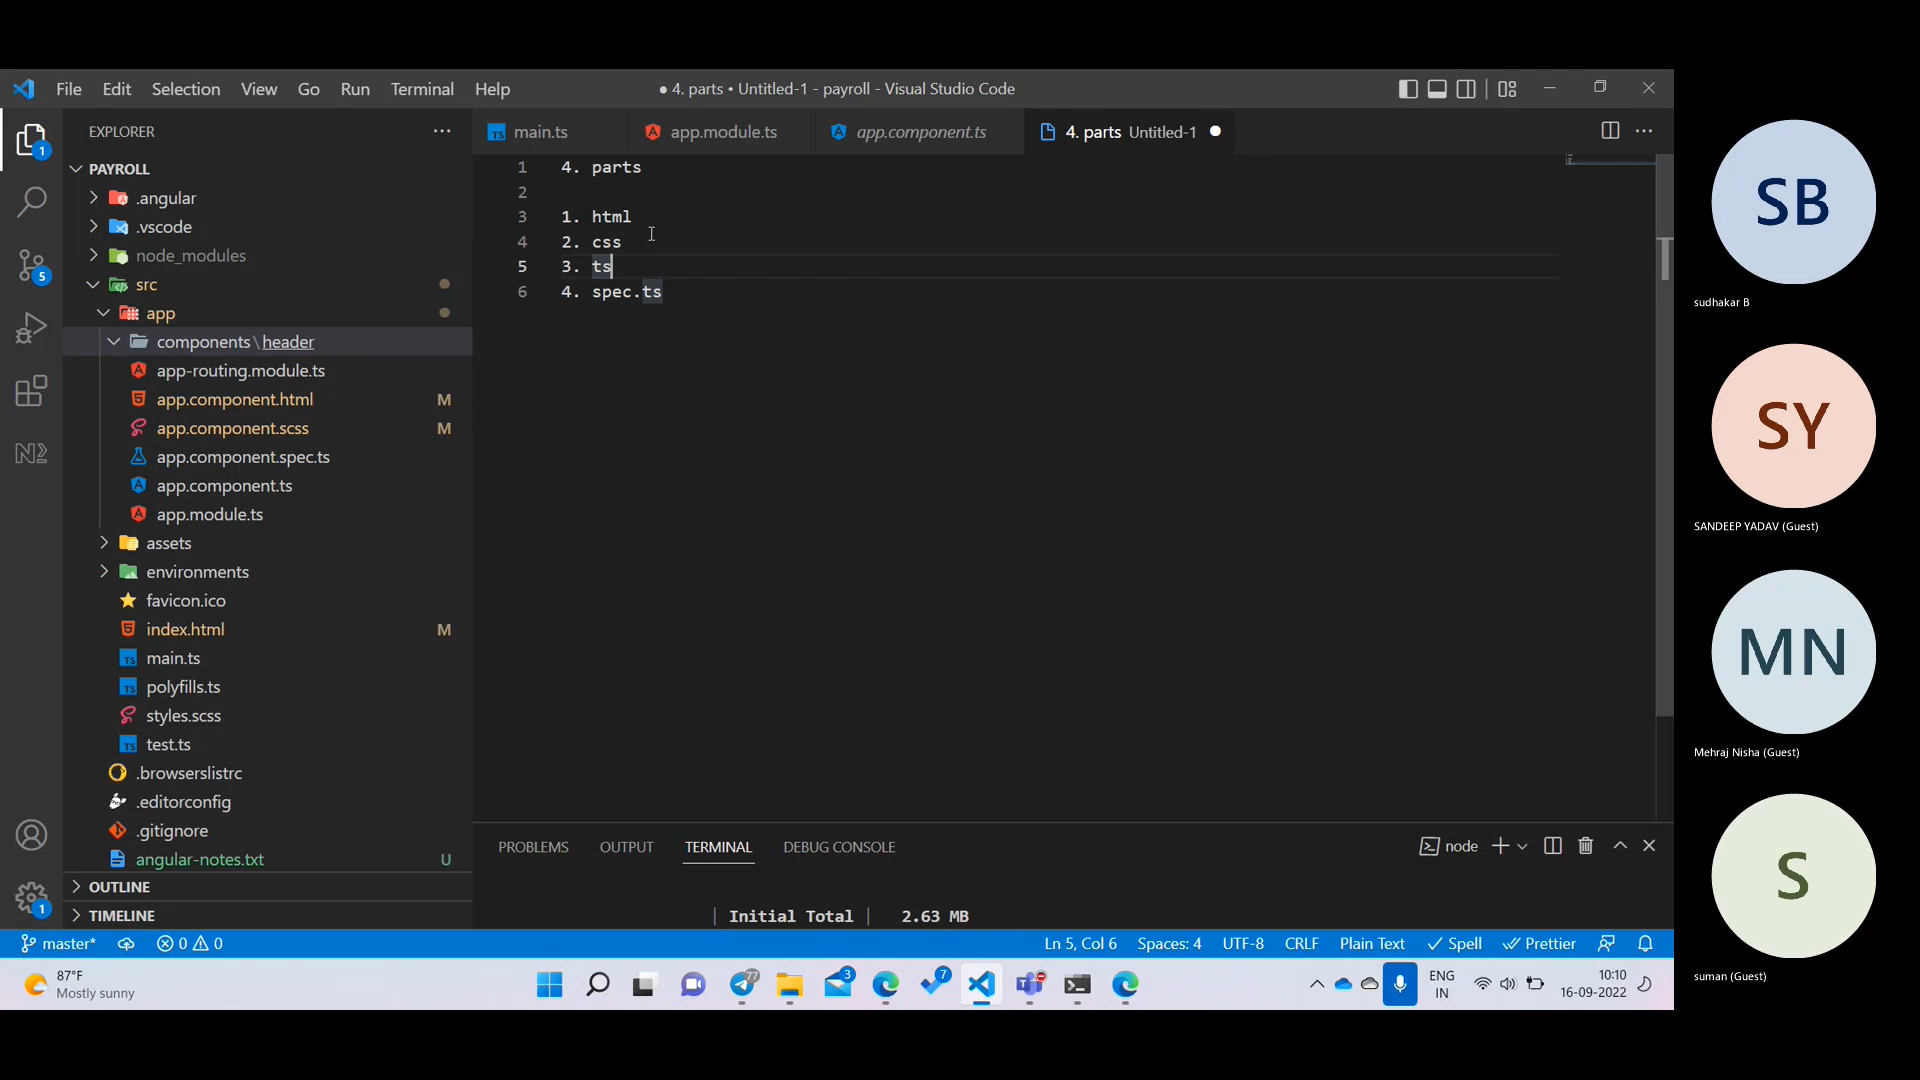 File Edit Selection View Go Run Terminal Help
● 4. parts • Untitled-1 - payroll - Visual Studio Code
EXPLORER
main.ts
app.module.ts
app.component.ts
4. parts Untitled-1
PAYROLL
.angular
.vscode
node_modules
src
app
components\header
app-routing.module.ts
app.component.html M
app.component.scss M
app.component.spec.ts
app.component.ts
app.module.ts
assets
environments
favicon.ico
index.html M
main.ts
polyfills.ts
styles.scss
test.ts
.browserslistrc
.editorconfig
.gitignore
angular-notes.txt U
OUTLINE
TIMELINE
1 4. parts
2
3 1. html
4 2. css
5 3. ts
6 4. spec.ts
PROBLEMS OUTPUT TERMINAL DEBUG CONSOLE
node
| Initial Total | 2.63 MB
master* 0 0
Ln 5, Col 6 Spaces: 4 UTF-8 CRLF Plain Text Spell Prettier
1
5
1
87°F
Mostly sunny
77
3
7
ENG
IN
10:10
16-09-2022
SB
sudhakar B
SY
SANDEEP YADAV (Guest)
MN
Mehraj Nisha (Guest)
S
suman (Guest)